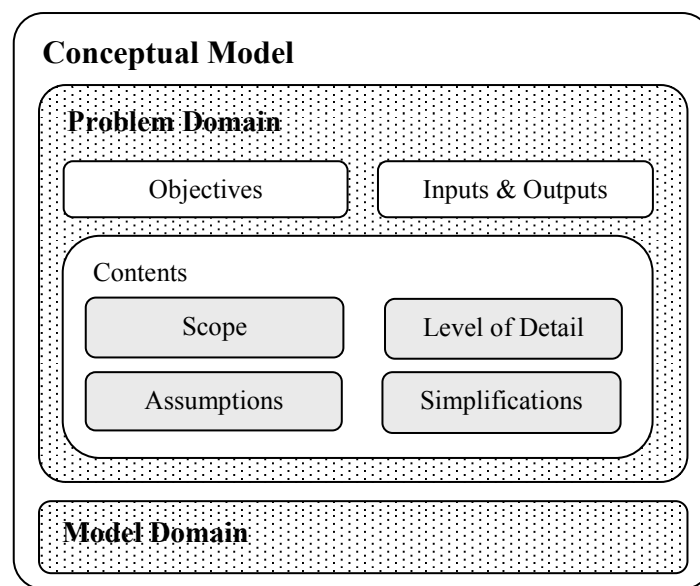 Conceptual Model
Problem Domain
Objectives
Inputs & Outputs
Contents
Scope
Level of Detail
Assumptions
Simplifications
Model Domain